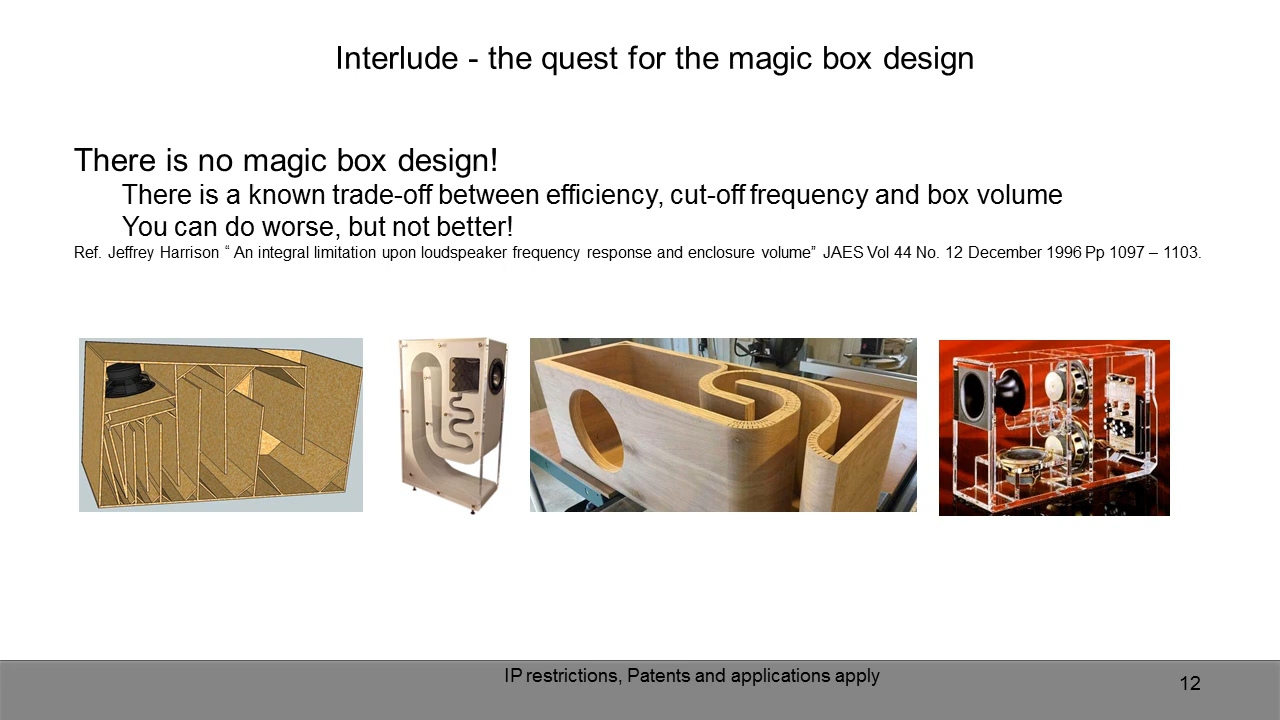 Interlude - the quest for the magic box design
There is no magic box design!
There is a known trade-off between efficiency, cut-off frequency and box volume
You can do worse, but not better!
Ref. Jeffrey Harrison “ An integral limitation upon loudspeaker frequency response and enclosure volume” JAES Vol 44 No. 12 December 1996 Pp 1097 – 1103.
IP restrictions, Patents and applications apply
12